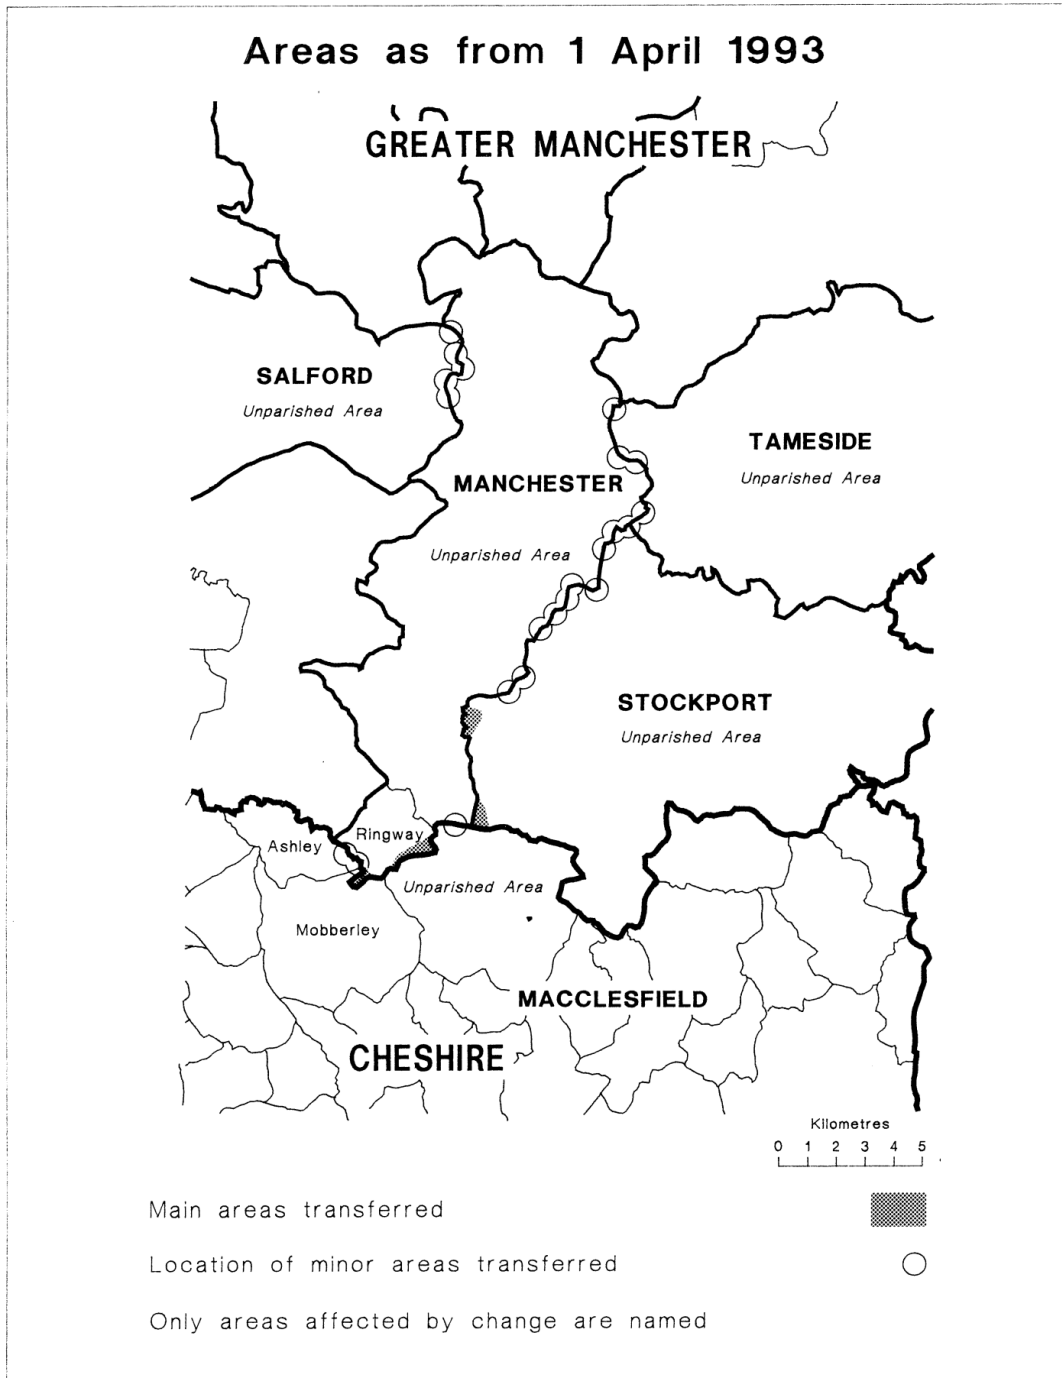 Areas as from 1 April 1993
GREATER MANCHESTER
SALFORD
Unparished Area
TAMESIDE
Unparished Area
MANCHESTER
Unparished Area
STOCKPORT
Unparished Area
Ringway
Ashley
Unparished Area
Mobberley
MACCLESFIELD
CHESHIRE
Kilometres
0 1 2 3 4 5
Main areas transferred
Location of minor areas transferred
Only areas affected by change are named